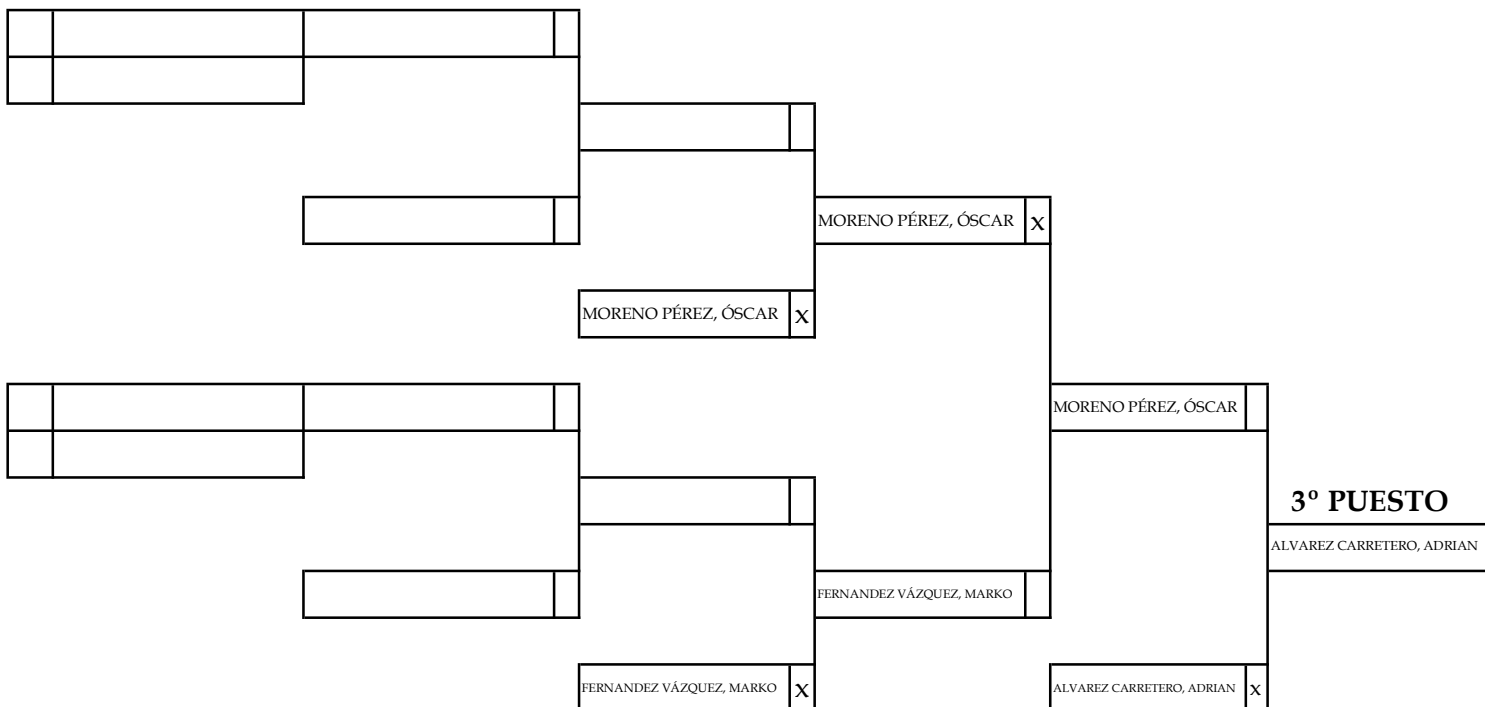 MORENO PÉREZ, ÓSCAR x
MORENO PÉREZ, ÓSCAR x
MORENO PÉREZ, ÓSCAR
3º PUESTO
ALVAREZ CARRETERO, ADRIAN
FERNANDEZ VÁZQUEZ, MARKO
FERNANDEZ VÁZQUEZ, MARKO x
ALVAREZ CARRETERO, ADRIAN x